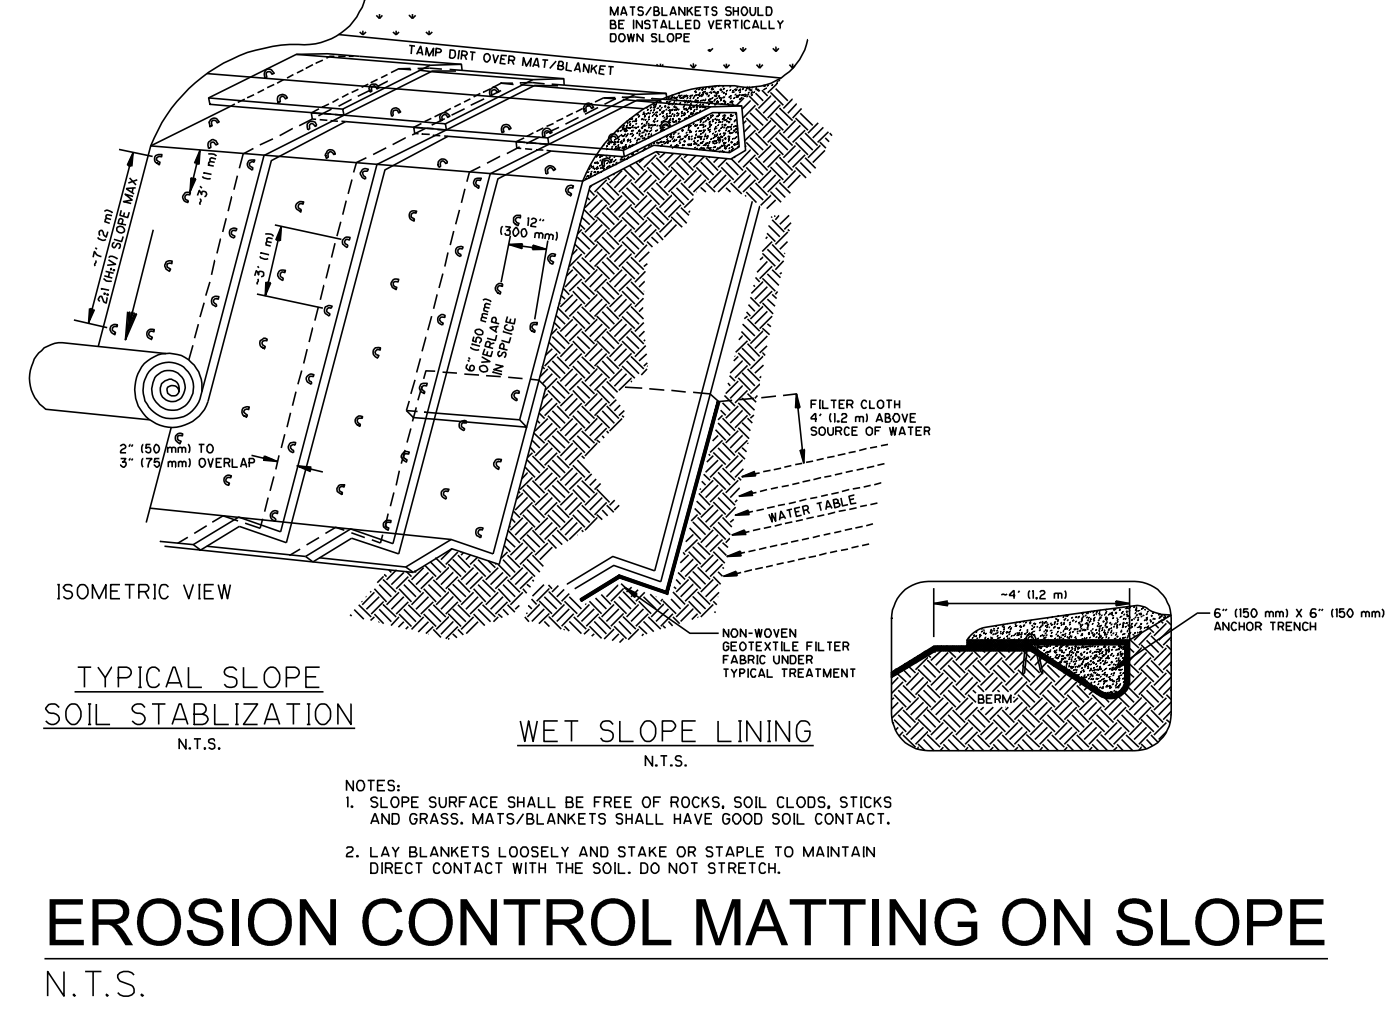 MATS/BLANKETS SHOULD
BE INSTALLED VERTICALLY
DOWN SLOPE
TAMP DIRT OVER MAT/BLANKET
~3' (1 m)
~7' (2 m)
2:1 (H:V) SLOPE MAX
~3' (1 m)
12"
(300 mm)
6" (150 mm)
OVERLAP
IN SPLICE
FILTER CLOTH
4' (1.2 m) ABOVE
SOURCE OF WATER
2" (50 mm) TO
3" (75 mm) OVERLAP
WATER TABLE
ISOMETRIC VIEW
~4' (1.2 m)
6" (150 mm) X 6" (150 mm)
ANCHOR TRENCH
BERM
NON-WOVEN
GEOTEXTILE FILTER
FABRIC UNDER
TYPICAL TREATMENT
TYPICAL SLOPE
SOIL STABLIZATION
N.T.S.
WET SLOPE LINING
N.T.S.
NOTES:
1. SLOPE SURFACE SHALL BE FREE OF ROCKS, SOIL CLODS, STICKS
AND GRASS. MATS/BLANKETS SHALL HAVE GOOD SOIL CONTACT.
2. LAY BLANKETS LOOSELY AND STAKE OR STAPLE TO MAINTAIN
DIRECT CONTACT WITH THE SOIL. DO NOT STRETCH.
EROSION CONTROL MATTING ON SLOPE
N.T.S.